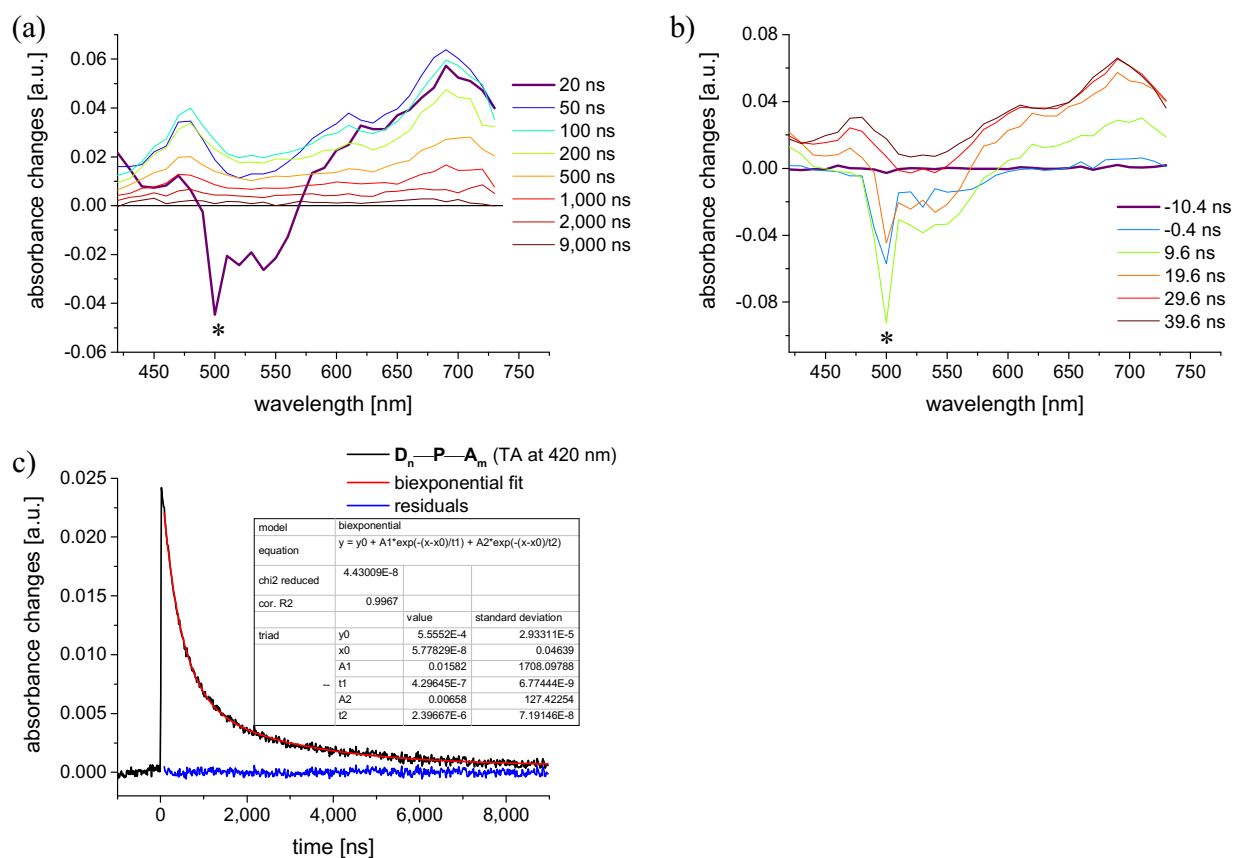 (a)
absorbance changes [a.u.]
0.06
0.04
0.02
0.00
-0.02
-0.04
-0.06
450 500 550 600 650 700 750
wavelength [nm]
*
20 ns
50 ns
100 ns
200 ns
500 ns
1,000 ns
2,000 ns
9,000 ns
b)
absorbance changes [a.u.]
0.08
0.04
0.00
-0.04
-0.08
450 500 550 600 650 700 750
wavelength [nm]
*
-10.4 ns
-0.4 ns
9.6 ns
19.6 ns
29.6 ns
39.6 ns
c)
absorbance changes [a.u.]
0.025
0.020
0.015
0.010
0.005
0.000
0 2,000 4,000 6,000 8,000
time [ns]
Dn—P—Am (TA at 420 nm)
biexponential fit
residuals
model biexponential
equation y = y0 + A1*exp(-(x-x0)/t1) + A2*exp(-(x-x0)/t2)
chi2 reduced 4.43009E-8
cor. R2 0.9967
value standard deviation
triad y0 5.5552E-4 2.93311E-5
x0 5.77829E-8 0.04639
A1 0.01582 1708.09788
-- t1 4.29645E-7 6.77444E-9
A2 0.00658 127.42254
t2 2.39667E-6 7.19146E-8